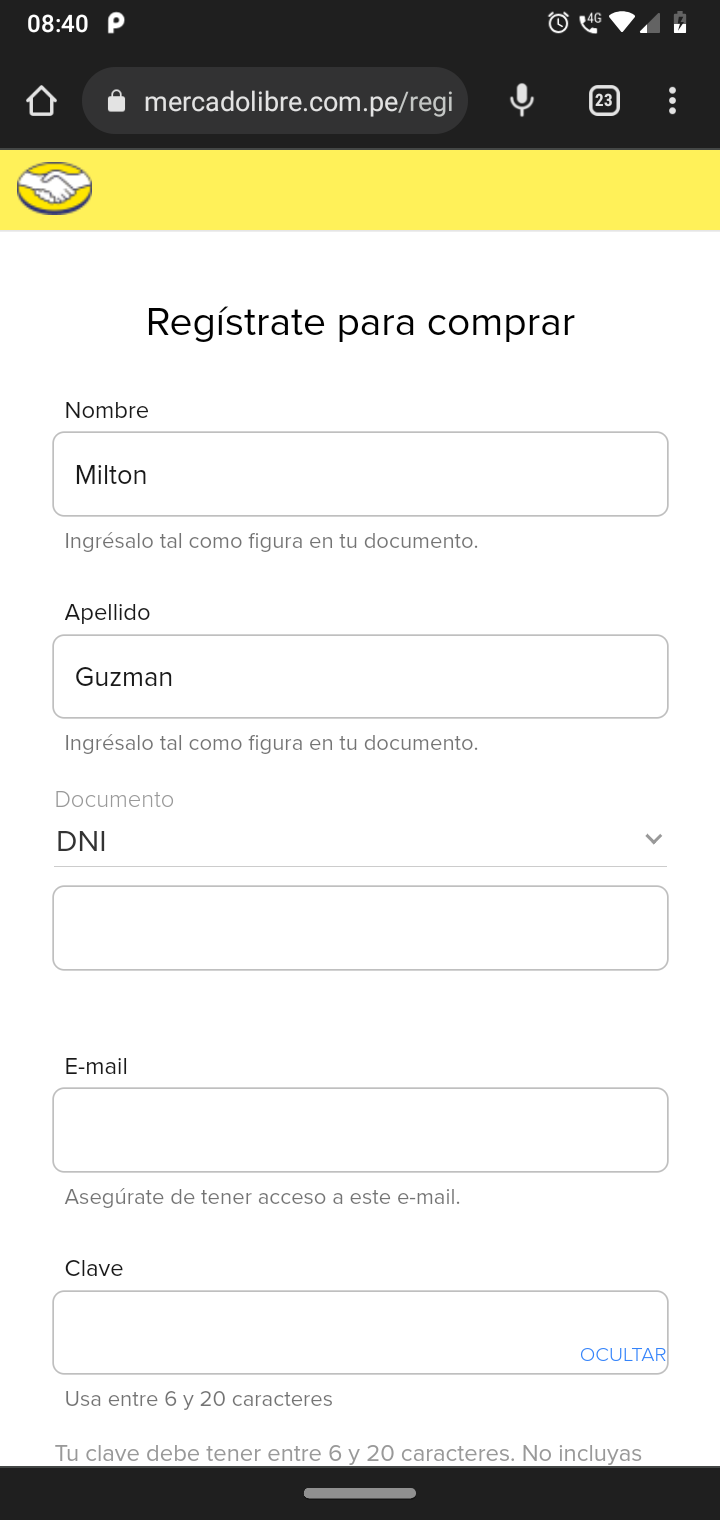 08:40
4G
mercadolibre.com.pe/regi
23
Regístrate para comprar
Nombre
Milton
Ingrésalo tal como figura en tu documento.
Apellido
Guzman
Ingrésalo tal como figura en tu documento.
Documento
DNI
E-mail
Asegúrate de tener acceso a este e-mail.
Clave
OCULTAR
Usa entre 6 y 20 caracteres
Tu clave debe tener entre 6 y 20 caracteres. No incluyas